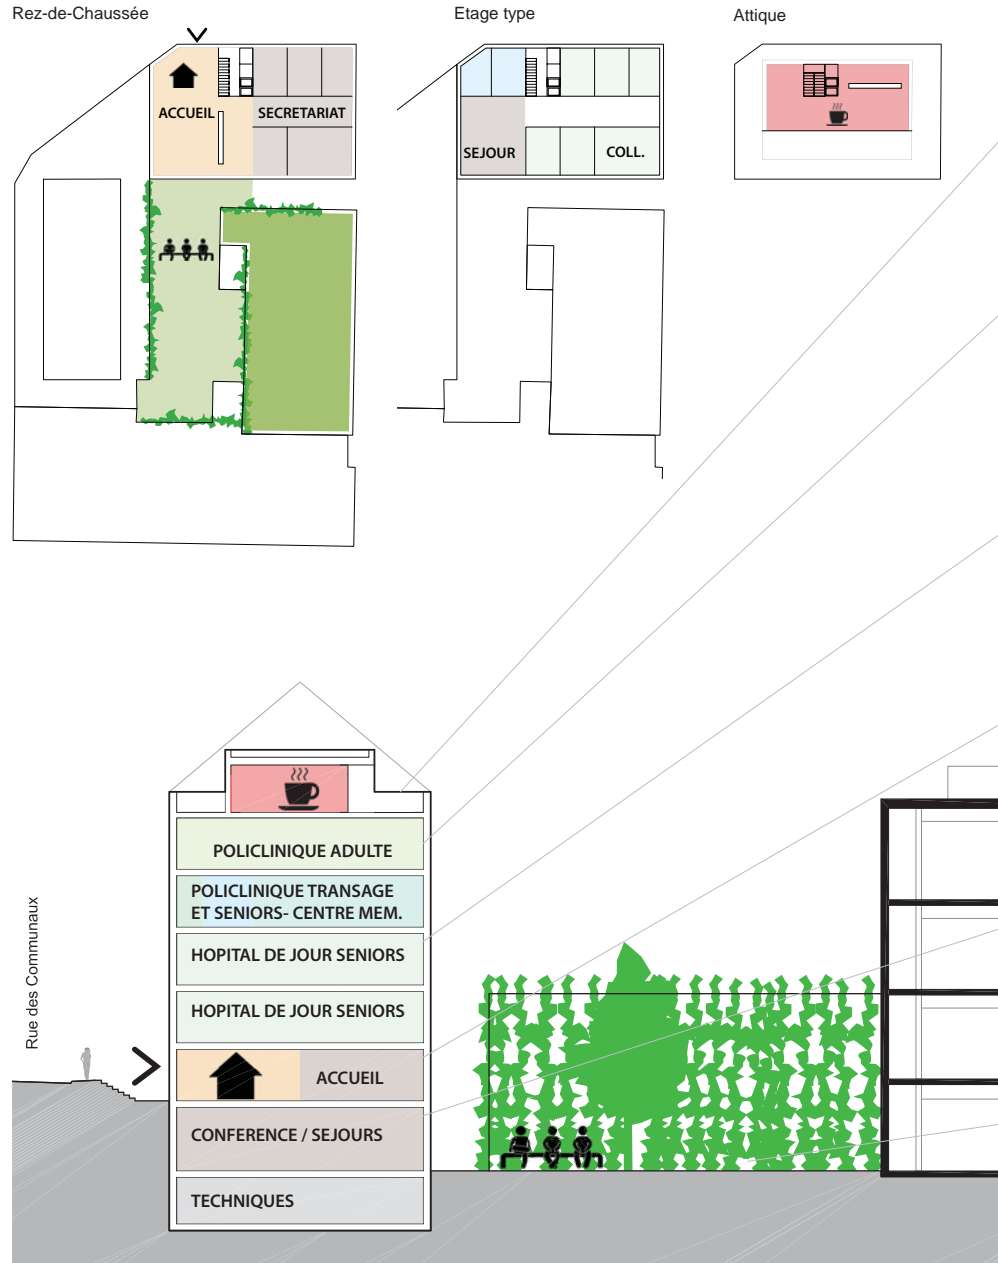 Rez-de-Chaussée
Etage type
Attique
ACCUEIL
SECRETARIAT
SEJOUR
COLL.
POLICLINIQUE ADULTE
POLICLINIQUE TRANSAGE
ET SENIORS- CENTRE MEM.
HOPITAL DE JOUR SENIORS
HOPITAL DE JOUR SENIORS
ACCUEIL
CONFERENCE / SEJOURS
TECHNIQUES
Rue des Communaux